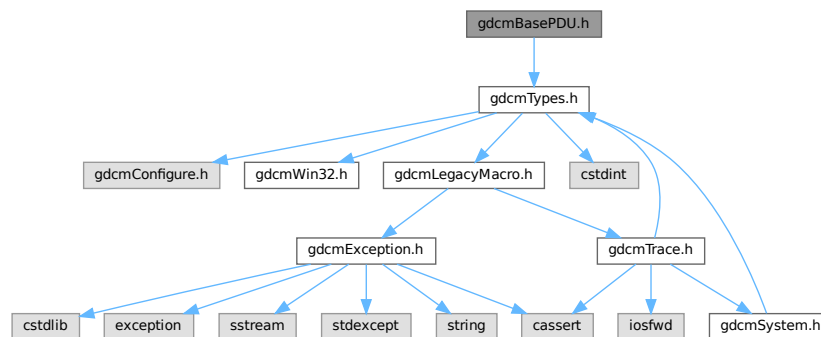 gdcmBasePDU.h
gdcmTypes.h
gdcmConfigure.h
gdcmWin32.h
gdcmLegacyMacro.h
cstdint
gdcmException.h
gdcmTrace.h
cstdlib
exception
sstream
stdexcept
string
cassert
iosfwd
gdcmSystem.h